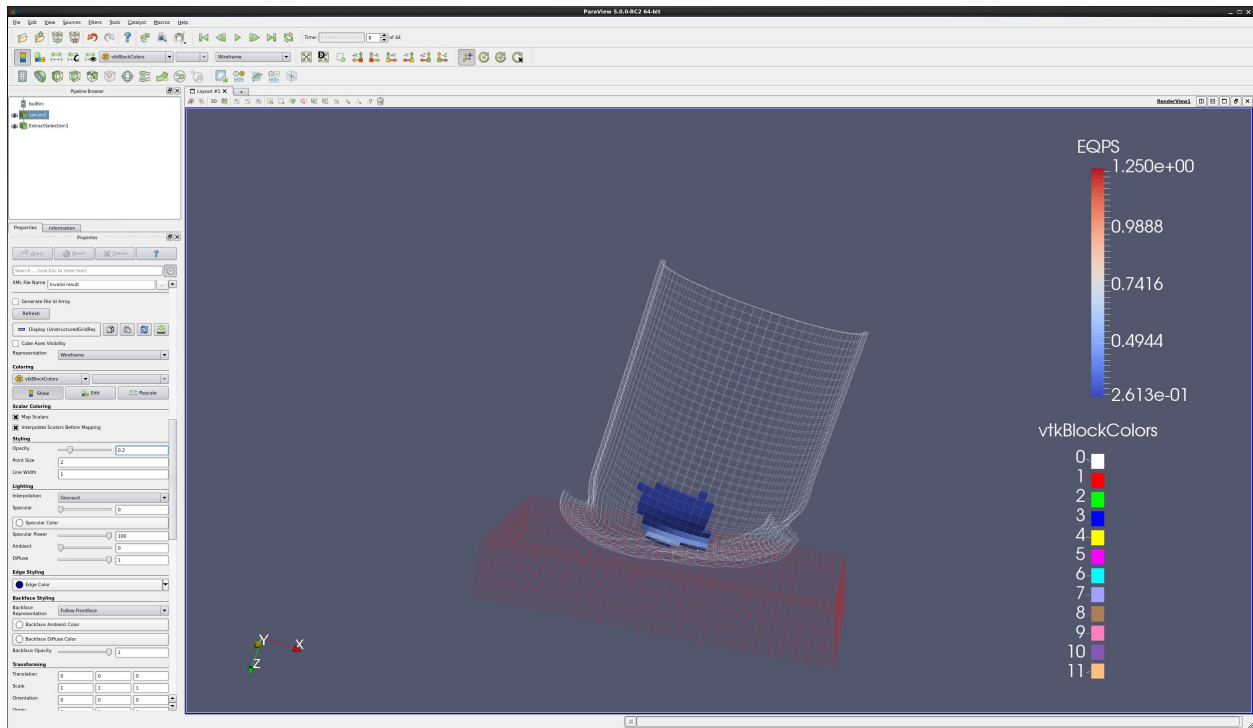 ParaView 5.0.0-RC2 64-bit
File Edit View Sources Filters Tools Catalyst Macros Help
Time: 8 of 44
vtkBlockColors Wireframe
Pipeline Browser
builtin:
can.ex2
ExtractSelection1
Layout #1
3D
RenderView1
Properties Information
Properties
Apply Reset Delete ?
Search ... (use Esc to clear text)
XML File Name Invalid result ...
Generate File Id Array
Refresh
Display (UnstructuredGridRep
Cube Axes Visibility
Representation Wireframe
Coloring
vtkBlockColors
Show Edit Rescale
Scalar Coloring
Map Scalars
Interpolate Scalars Before Mapping
Styling
Opacity 0.2
Point Size 2
Line Width 1
Lighting
Interpolation Gouraud
Specular 0
Specular Color
Specular Power 100
Ambient 0
Diffuse 1
Edge Styling
Edge Color
Backface Styling
Backface Representation Follow Frontface
Backface Ambient Color
Backface Diffuse Color
Backface Opacity 1
Transforming
Translation 0 0 0
Scale 1 1 1
Orientation 0 0 0
Origin
EQPS
1.250e+00
0.9888
0.7416
0.4944
2.613e-01
vtkBlockColors
0
1
2
3
4
5
6
7
8
9
10
11
Y X
Z